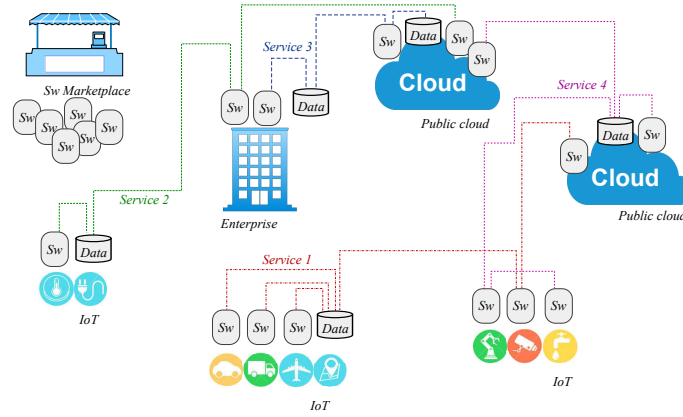 Sw
Data
Sw
Sw
Service 3
Cloud
Sw Marketplace
Sw
Sw
Data
Service 4
Sw
Sw
Sw
Sw
Sw
Sw
Public cloud
Data
Sw
Sw
Cloud
Service 2
Enterprise
Public cloud
Sw
Data
Service 1
IoT
Sw
Sw
Sw
Data
Sw
Sw
Sw
IoT
IoT